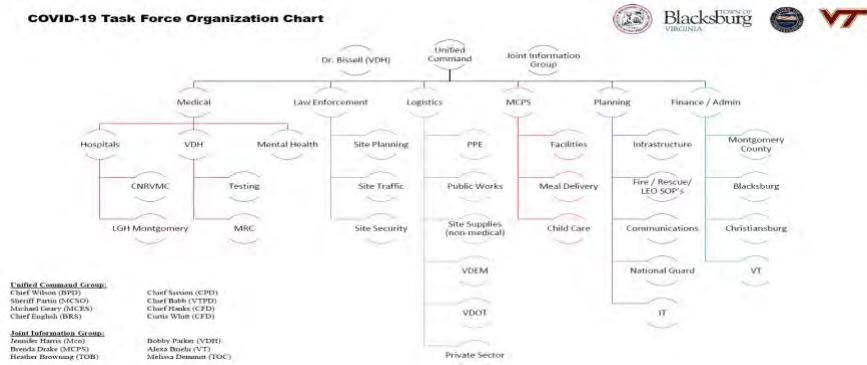 COVID-19 Task Force Organization Chart
TOWN OF
Blacksburg
VIRGINIA
VT
Dr. Bissell (VDH)
Unified
Command
Joint Information
Group
Medical
Law Enforcement
Logistics
MCPS
Planning
Finance / Admin
Hospitals
VDH
Mental Health
Site Planning
PPE
Facilities
Infrastructure
Montgomery
County
CNRVMC
Testing
Site Traffic
Public Works
Meal Delivery
Fire / Rescue/
LEO SOP's
Blacksburg
LGH Montgomery
MRC
Site Security
Site Supplies
(non-medical)
Child Care
Communications
Christiansburg
VDEM
National Guard
VT
VDOT
IT
Private Sector
Unified Command Group:
Chief Wilson (BPD)
Sheriff Partin (MCSO)
Michael Geary (MCES)
Chief English (BRS)
Chief Sisson (CPD)
Chief Babb (VTPD)
Chief Hanks (CFD)
Curtis Whitt (CFD)
Joint Information Group:
Jennifer Harris (Mco)
Brenda Drake (MCPS)
Heather Browning (TOB)
Bobby Parker (VDH)
Alexa Briehl (VT)
Melissa Demmitt (TOC)